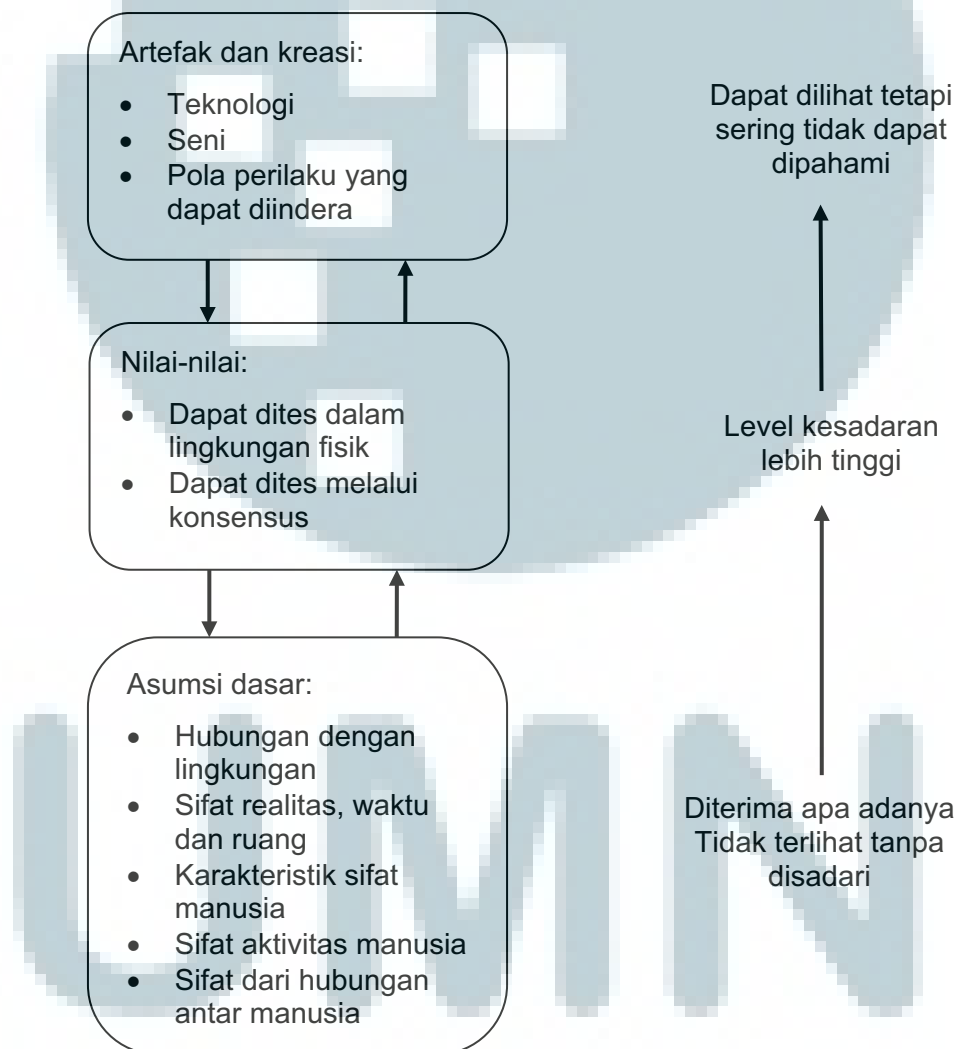 Artefak dan kreasi:
• Teknologi
• Seni
• Pola perilaku yang
dapat diindera
Dapat dilihat tetapi
sering tidak dapat
dipahami
Nilai-nilai:
• Dapat dites dalam
lingkungan fisik
• Dapat dites melalui
konsensus
Level kesadaran
lebih tinggi
Asumsi dasar:
• Hubungan dengan
lingkungan
• Sifat realitas, waktu
dan ruang
• Karakteristik sifat
manusia
• Sifat aktivitas manusia
• Sifat dari hubungan
antar manusia
Diterima apa adanya
Tidak terlihat tanpa
disadari
UMN